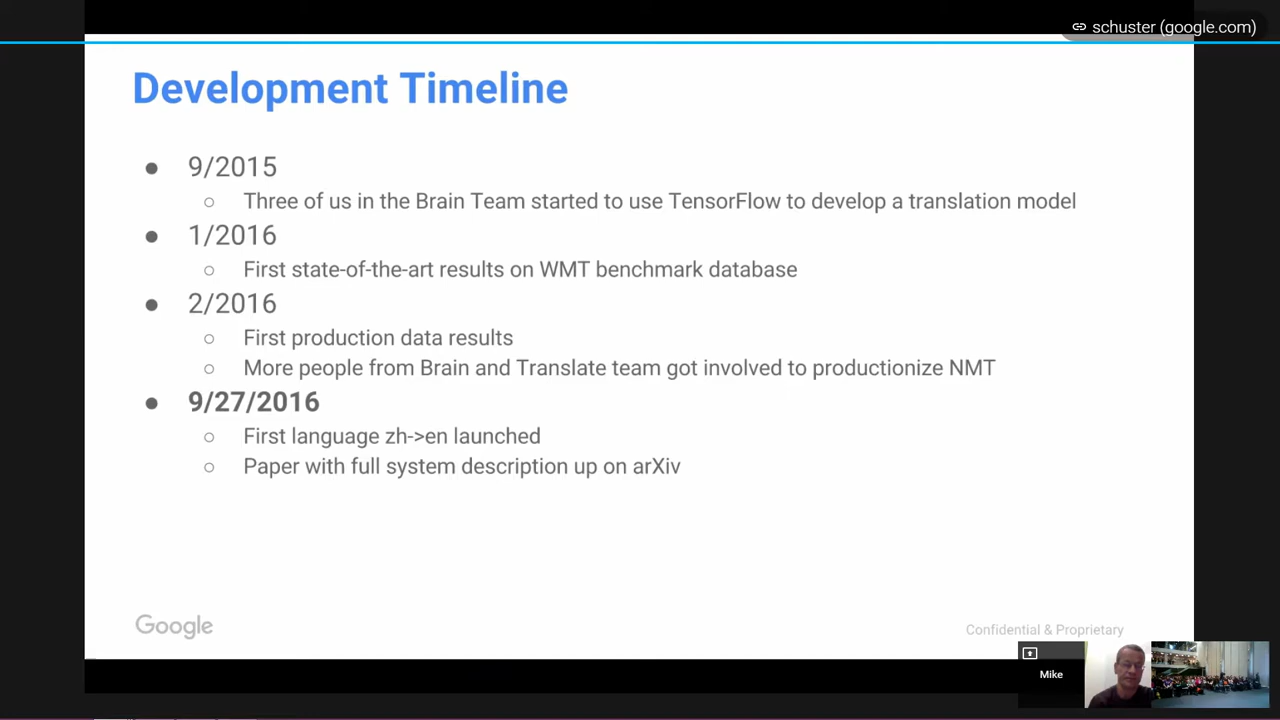 schuster (google.com)
Development Timeline
● 9/2015
○ Three of us in the Brain Team started to use TensorFlow to develop a translation model
● 1/2016
○ First state-of-the-art results on WMT benchmark database
● 2/2016
○ First production data results
○ More people from Brain and Translate team got involved to productionize NMT
● 9/27/2016
○ First language zh->en launched
○ Paper with full system description up on arXiv
Google
Confidential & Proprietary
Mike